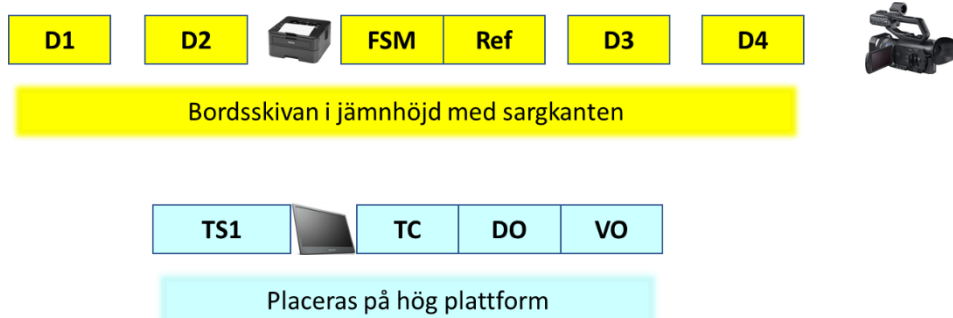 D1 D2 FSM Ref D3 D4
Bordsskivan i jämnhöjd med sargkanten
TS1 TC DO VO
Placeras på hög plattform